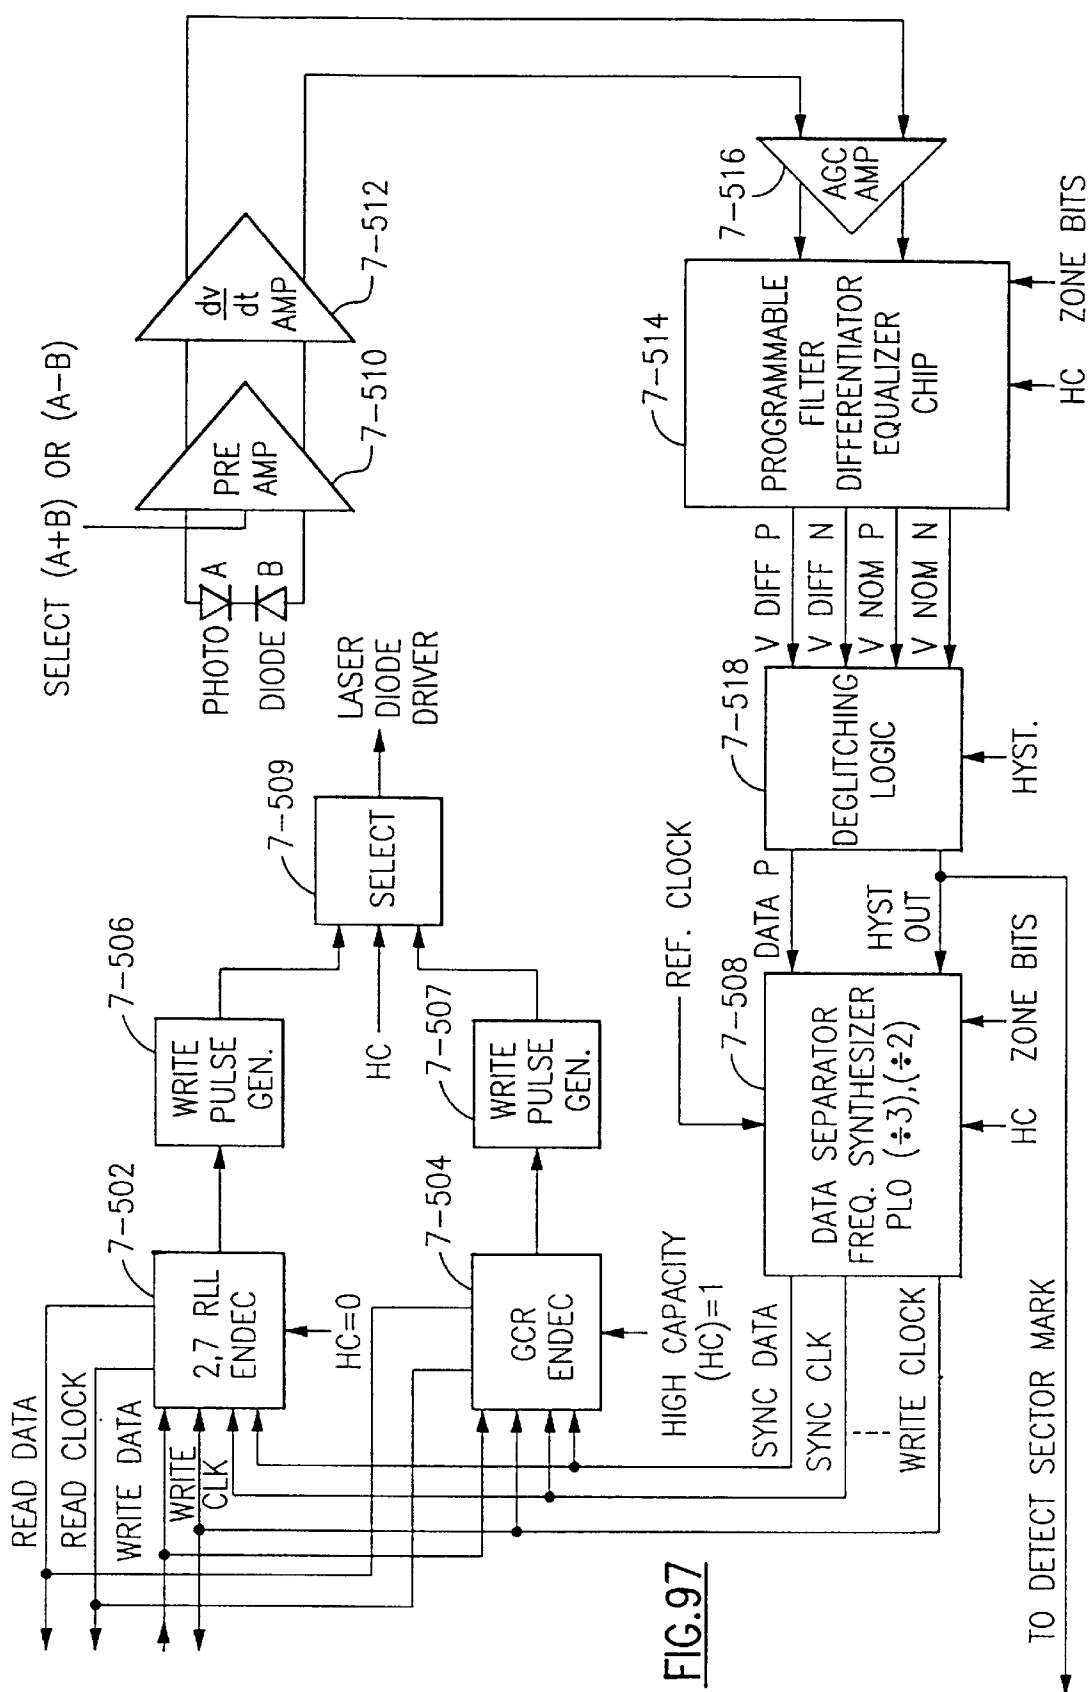 READ DATA
READ CLOCK
WRITE DATA
WRITE
CLK
7-502
2,7 RLL
ENDEC
HC=0
7-506
WRITE
PULSE
GEN.
7-504
GCR
ENDEC
HIGH CAPACITY
(HC)=1
7-507
WRITE
PULSE
GEN.
HC
7-509
SELECT
LASER
DIODE
DRIVER
SELECT (A+B) OR (A-B)
PHOTO
DIODE
A
B
PRE
AMP
7-510
dv
dt
AMP
7-512
7-516
AGC
AMP
7-514
PROGRAMMABLE
FILTER
DIFFERENTIATOR
EQUALIZER
CHIP
HC
ZONE BITS
V DIFF P
V DIFF N
V NOM P
V NOM N
7-518
DEGLITCHING
LOGIC
HYST.
DATA P
HYST
OUT
REF. CLOCK
7-508
DATA SEPARATOR
FREQ. SYNTHESIZER
PLO (÷3),(÷2)
HC
ZONE BITS
SYNC DATA
SYNC CLK
WRITE CLOCK
TO DETECT SECTOR MARK
FIG.97